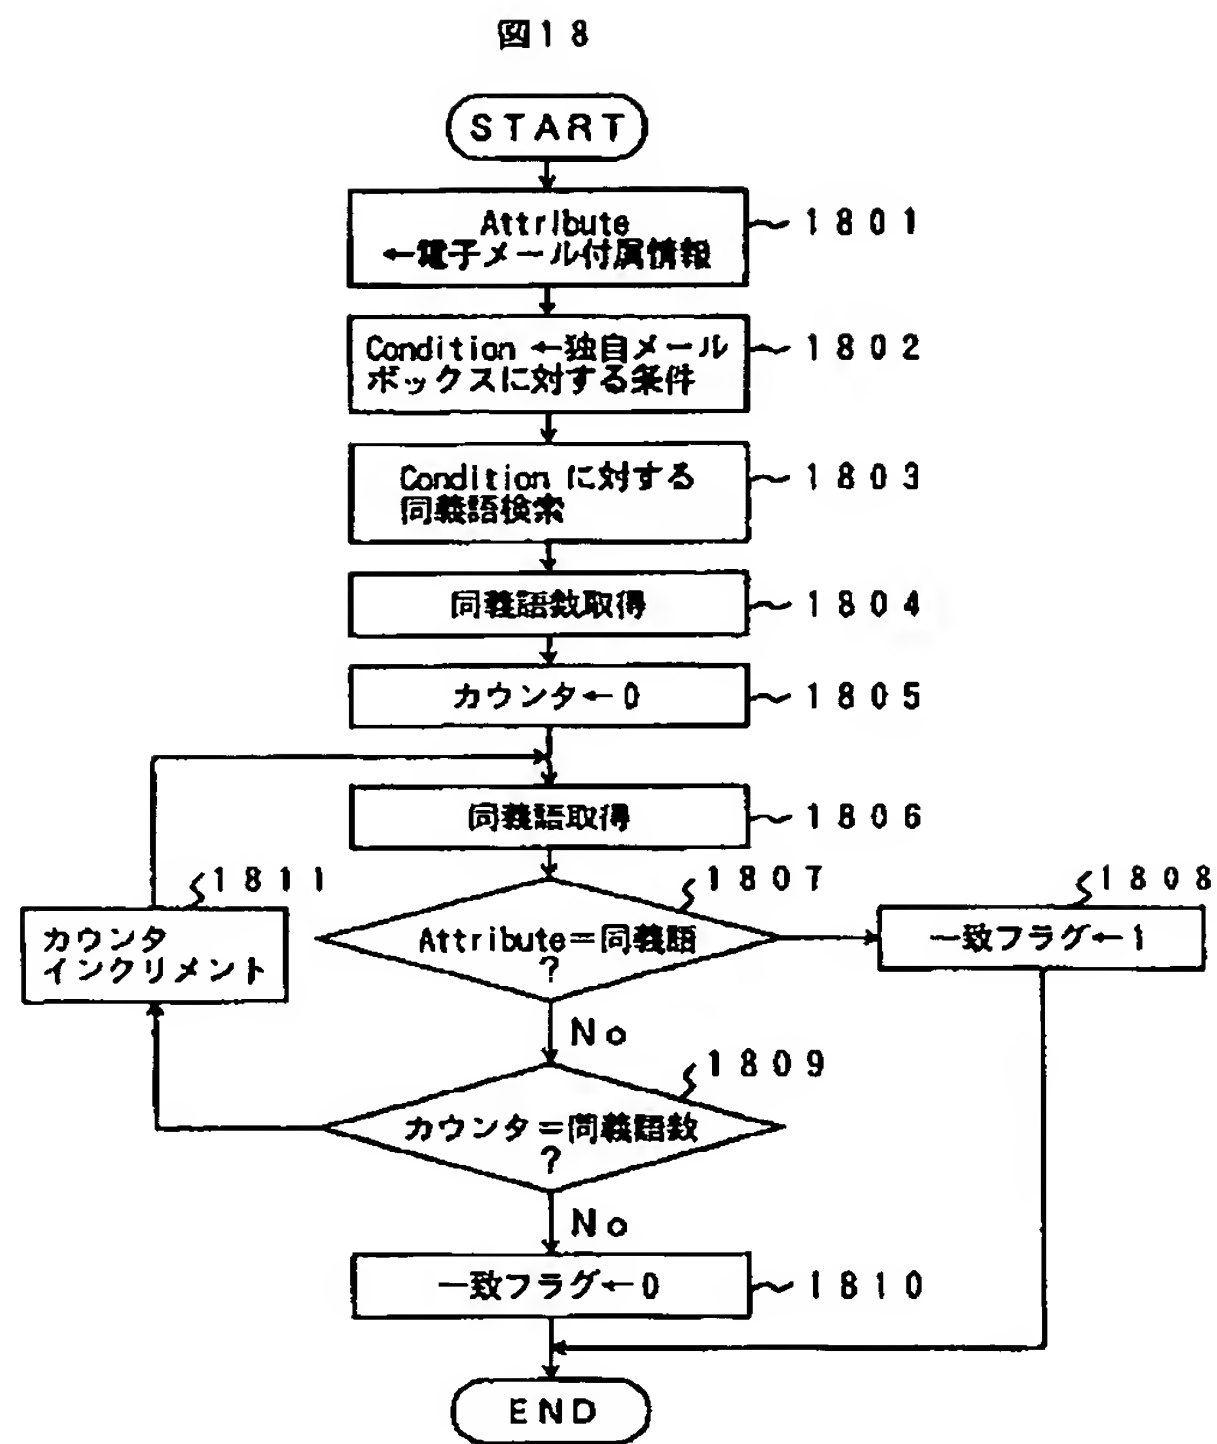 図18
START
Attribute
←電子メール付属情報
1801
Condition ←独自メール
ボックスに対する条件
1802
Condition に対する
同義語検索
1803
同義語数取得
1804
カウンタ←0
1805
同義語取得
1806
1811
カウンタ
インクリメント
1807
Attribute=同義語
?
1808
一致フラグ←1
No
1809
カウンタ=同義語数
?
No
一致フラグ←0
1810
END